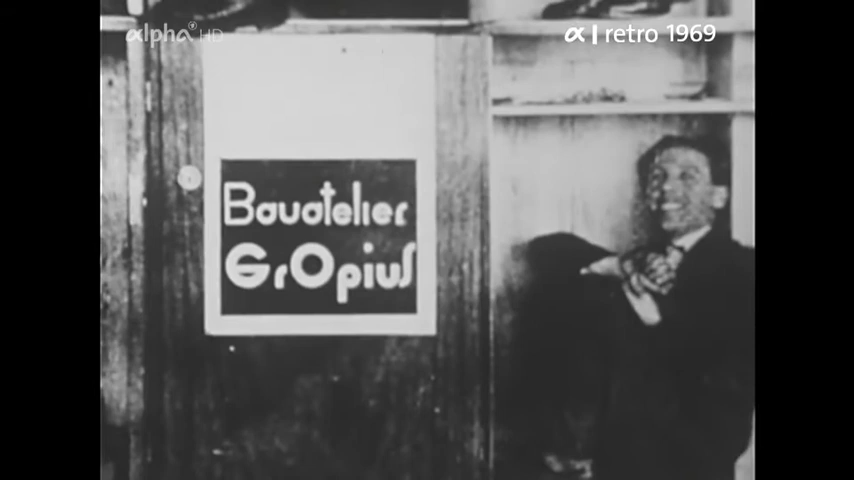 alpha HD
α | retro 1969
Bauatelier
GrOpius